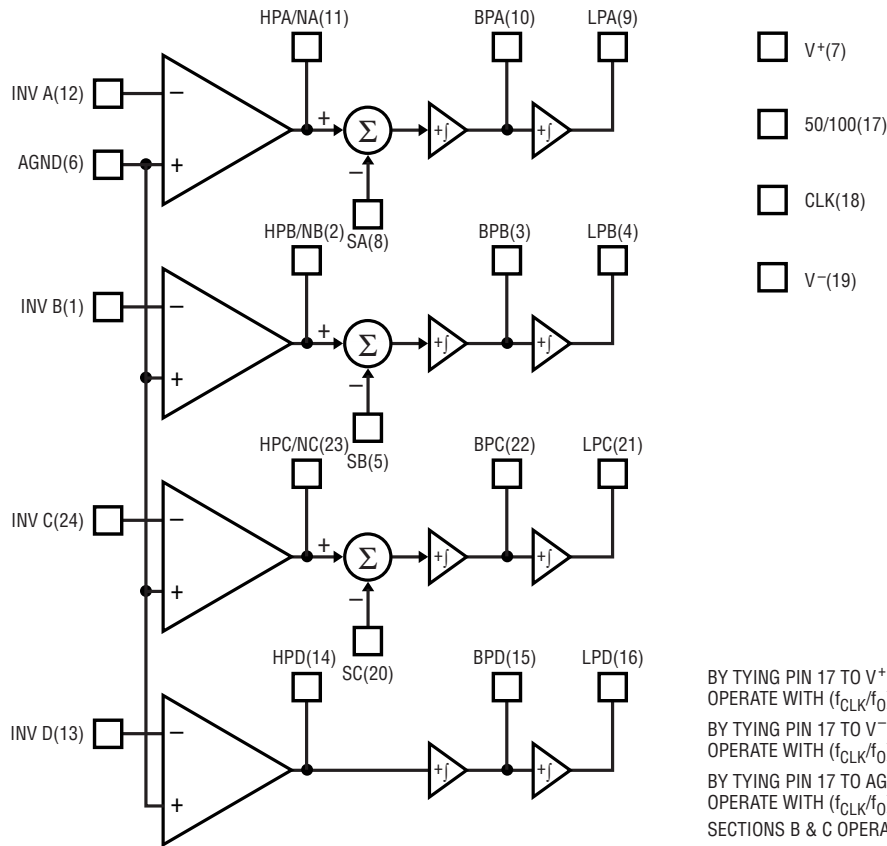 HPA/NA(11)
BPA(10)
LPA(9)
INV A(12)
AGND(6)
−
+
+
Σ
−
+∫
+∫
SA(8)
V+(7)
50/100(17)
CLK(18)
V−(19)
HPB/NB(2)
BPB(3)
LPB(4)
INV B(1)
−
+
+
Σ
−
+∫
+∫
SB(5)
HPC/NC(23)
BPC(22)
LPC(21)
INV C(24)
−
+
+
Σ
−
+∫
+∫
SC(20)
HPD(14)
BPD(15)
LPD(16)
INV D(13)
−
+
+∫
+∫
BY TYING PIN 17 TO V+
OPERATE WITH (fCLK/fO
BY TYING PIN 17 TO V−
OPERATE WITH (fCLK/fO
BY TYING PIN 17 TO AG
OPERATE WITH (fCLK/fO
SECTIONS B & C OPERA